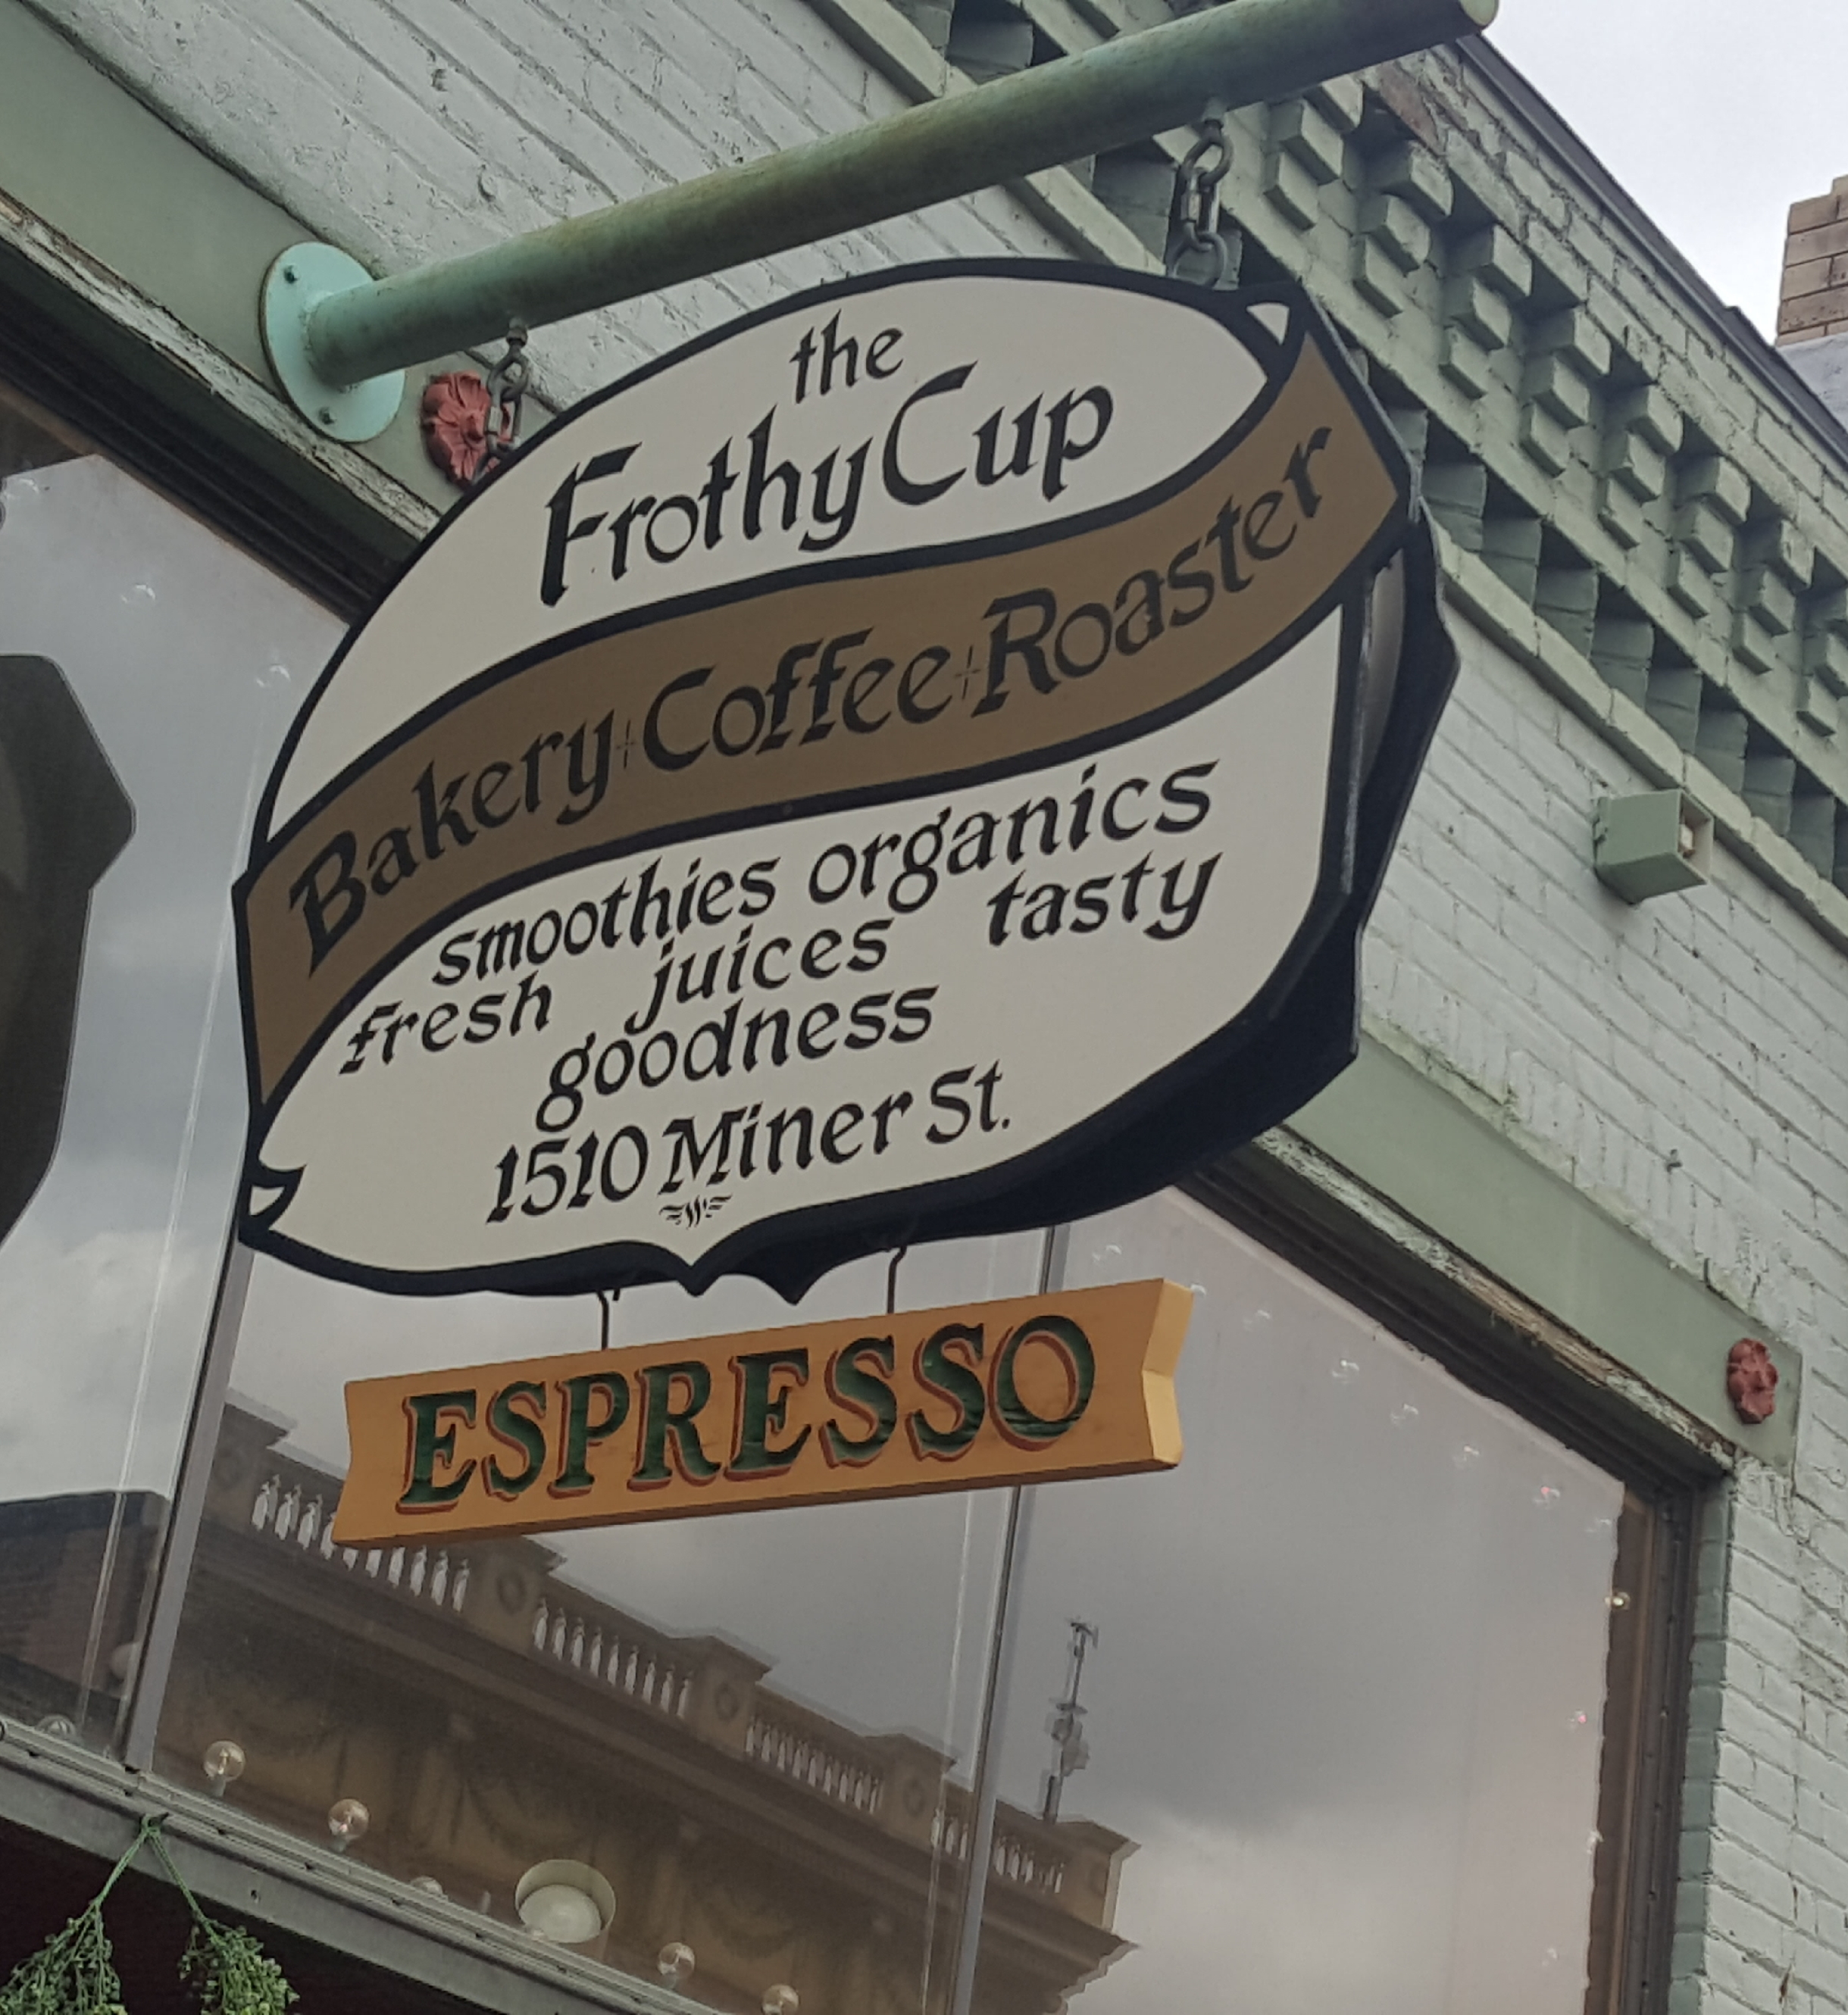 the
Frothy Cup
Bakery+Coffee+Roaster
smoothies organics
fresh juices tasty
goodness
1510 Miner St.
ESPRESSO